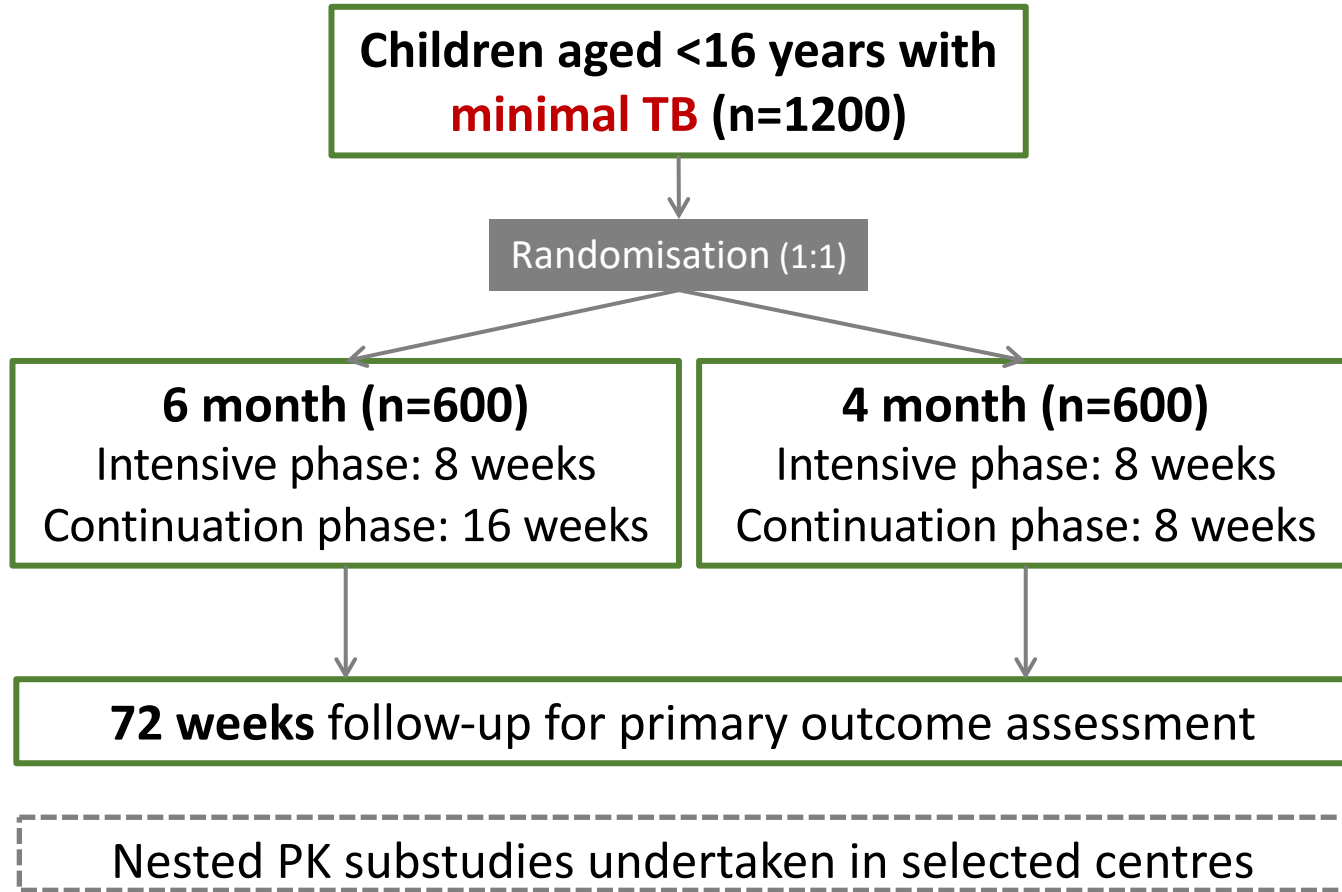 Children aged <16 years with
minimal TB (n=1200)
Randomisation (1:1)
6 month (n=600)
Intensive phase: 8 weeks
Continuation phase: 16 weeks
4 month (n=600)
Intensive phase: 8 weeks
Continuation phase: 8 weeks
72 weeks follow-up for primary outcome assessment
Nested PK substudies undertaken in selected centres